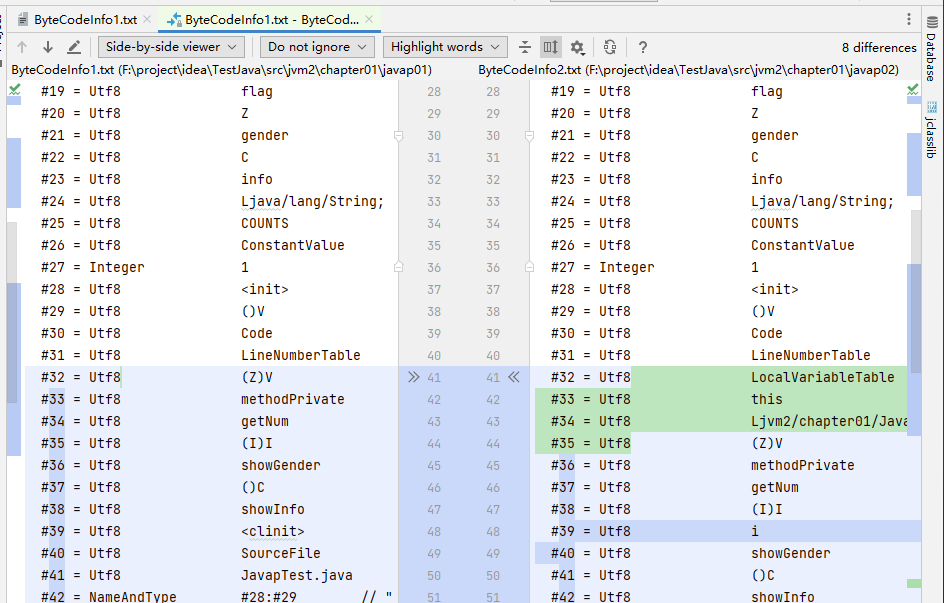 ByteCodeInfo1.txt ByteCodeInfo1.txt - ByteCod...
Side-by-side viewer Do not ignore Highlight words ? 8 differences
ByteCodeInfo1.txt (F:\project\idea\TestJava\src\jvm2\chapter01\javap01) ByteCodeInfo2.txt (F:\project\idea\TestJava\src\jvm2\chapter01\javap02)
#19 = Utf8 flag 28 28 #19 = Utf8 flag
#20 = Utf8 Z 29 29 #20 = Utf8 Z
#21 = Utf8 gender 30 30 #21 = Utf8 gender
#22 = Utf8 C 31 31 #22 = Utf8 C
#23 = Utf8 info 32 32 #23 = Utf8 info
#24 = Utf8 Ljava/lang/String; 33 33 #24 = Utf8 Ljava/lang/String;
#25 = Utf8 COUNTS 34 34 #25 = Utf8 COUNTS
#26 = Utf8 ConstantValue 35 35 #26 = Utf8 ConstantValue
#27 = Integer 1 36 36 #27 = Integer 1
#28 = Utf8 <init> 37 37 #28 = Utf8 <init>
#29 = Utf8 ()V 38 38 #29 = Utf8 ()V
#30 = Utf8 Code 39 39 #30 = Utf8 Code
#31 = Utf8 LineNumberTable 40 40 #31 = Utf8 LineNumberTable
#32 = Utf8 (Z)V 41 41 #32 = Utf8 LocalVariableTable
#33 = Utf8 methodPrivate 42 42 #33 = Utf8 this
#34 = Utf8 getNum 43 43 #34 = Utf8 Ljvm2/chapter01/Java
#35 = Utf8 (I)I 44 44 #35 = Utf8 (Z)V
#36 = Utf8 showGender 45 45 #36 = Utf8 methodPrivate
#37 = Utf8 ()C 46 46 #37 = Utf8 getNum
#38 = Utf8 showInfo 47 47 #38 = Utf8 (I)I
#39 = Utf8 <clinit> 48 48 #39 = Utf8 i
#40 = Utf8 SourceFile 49 49 #40 = Utf8 showGender
#41 = Utf8 JavapTest.java 50 50 #41 = Utf8 ()C
#42 = NameAndType #28:#29 // " 51 51 #42 = Utf8 showInfo
Database
jclasslib